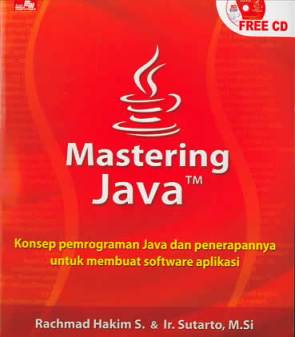 FREE CD
Mastering
Java™
Konsep pemrograman Java dan penerapannya
untuk membuat software aplikasi
Rachmad Hakim S. & Ir. Sutarto, M.Si